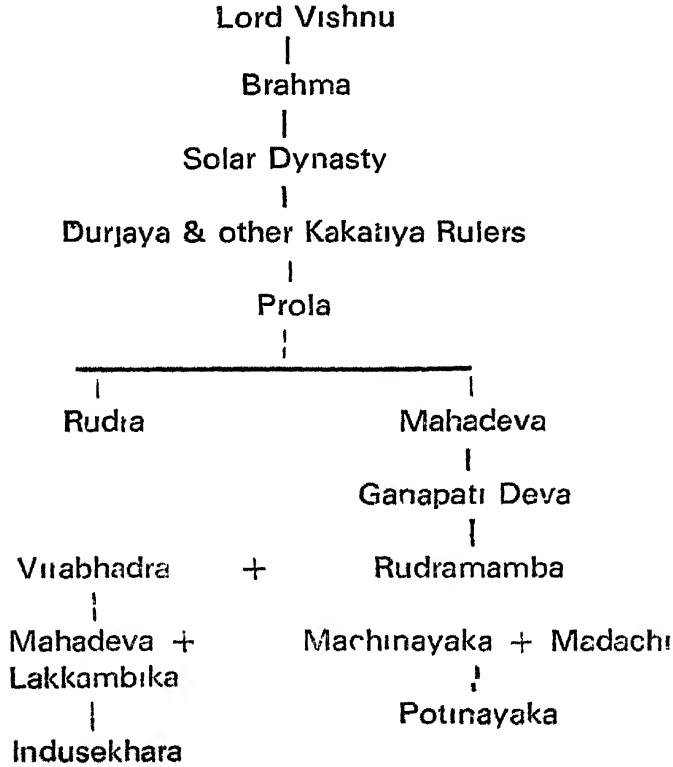 Lord Vishnu
Brahma
Solar Dynasty
Durjaya & other Kakatiya Rulers
Prola
Rudra Mahadeva
Ganapati Deva
Virabhadra + Rudramamba
Mahadeva + Machinayaka + Madachi
Lakkambika
Potinayaka
Indusekhara